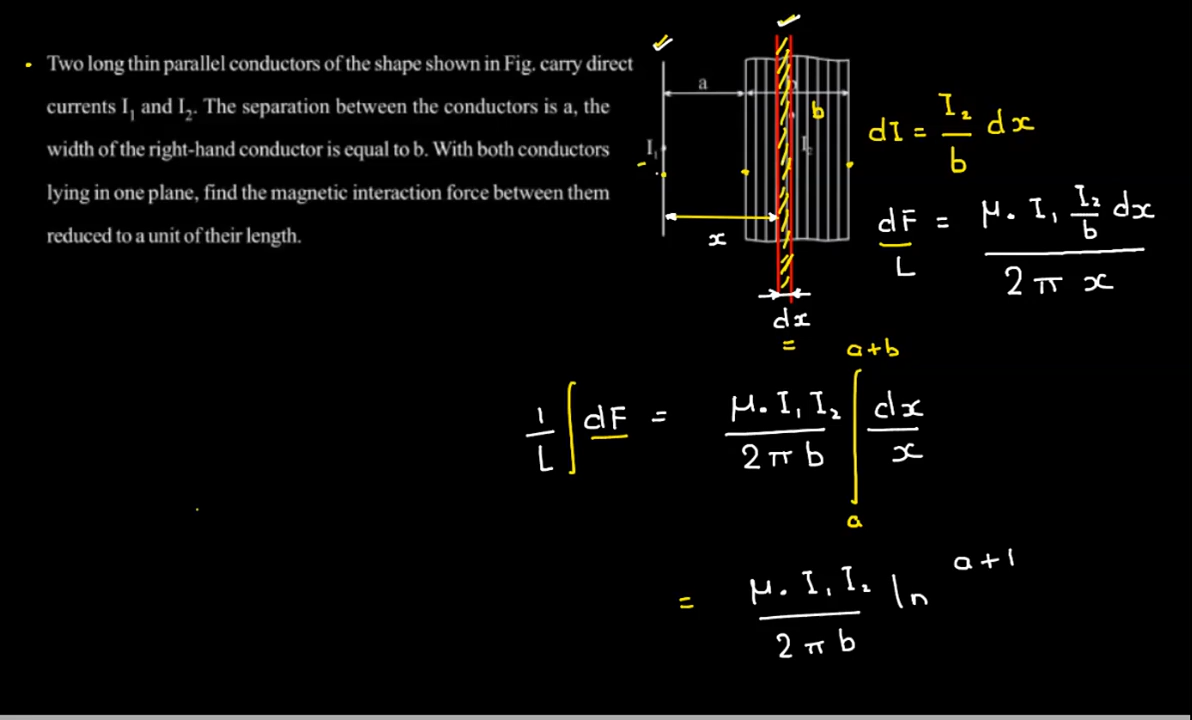 Two long thin parallel conductors of the shape shown in Fig. carry direct
currents I₁ and I₂. The separation between the conductors is a, the
width of the right-hand conductor is equal to b. With both conductors
lying in one plane, find the magnetic interaction force between them
reduced to a unit of their length.
a
b
I₁
I₂
x
dx
=
dI = I₂/b dx
dF/L = μ₀ I₁ I₂/b dx / 2π x
1/L ∫ dF = μ₀ I₁ I₂ / 2π b ∫ₐᵃ⁺ᵇ dx/x
= μ₀ I₁ I₂ / 2π b ln a+1